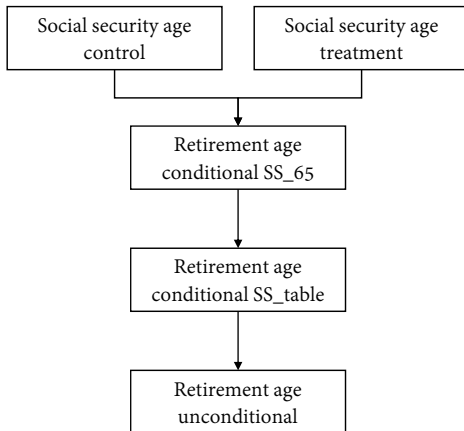 Social security age
control
Social security age
treatment
Retirement age
conditional SS_65
Retirement age
conditional SS_table
Retirement age
unconditional